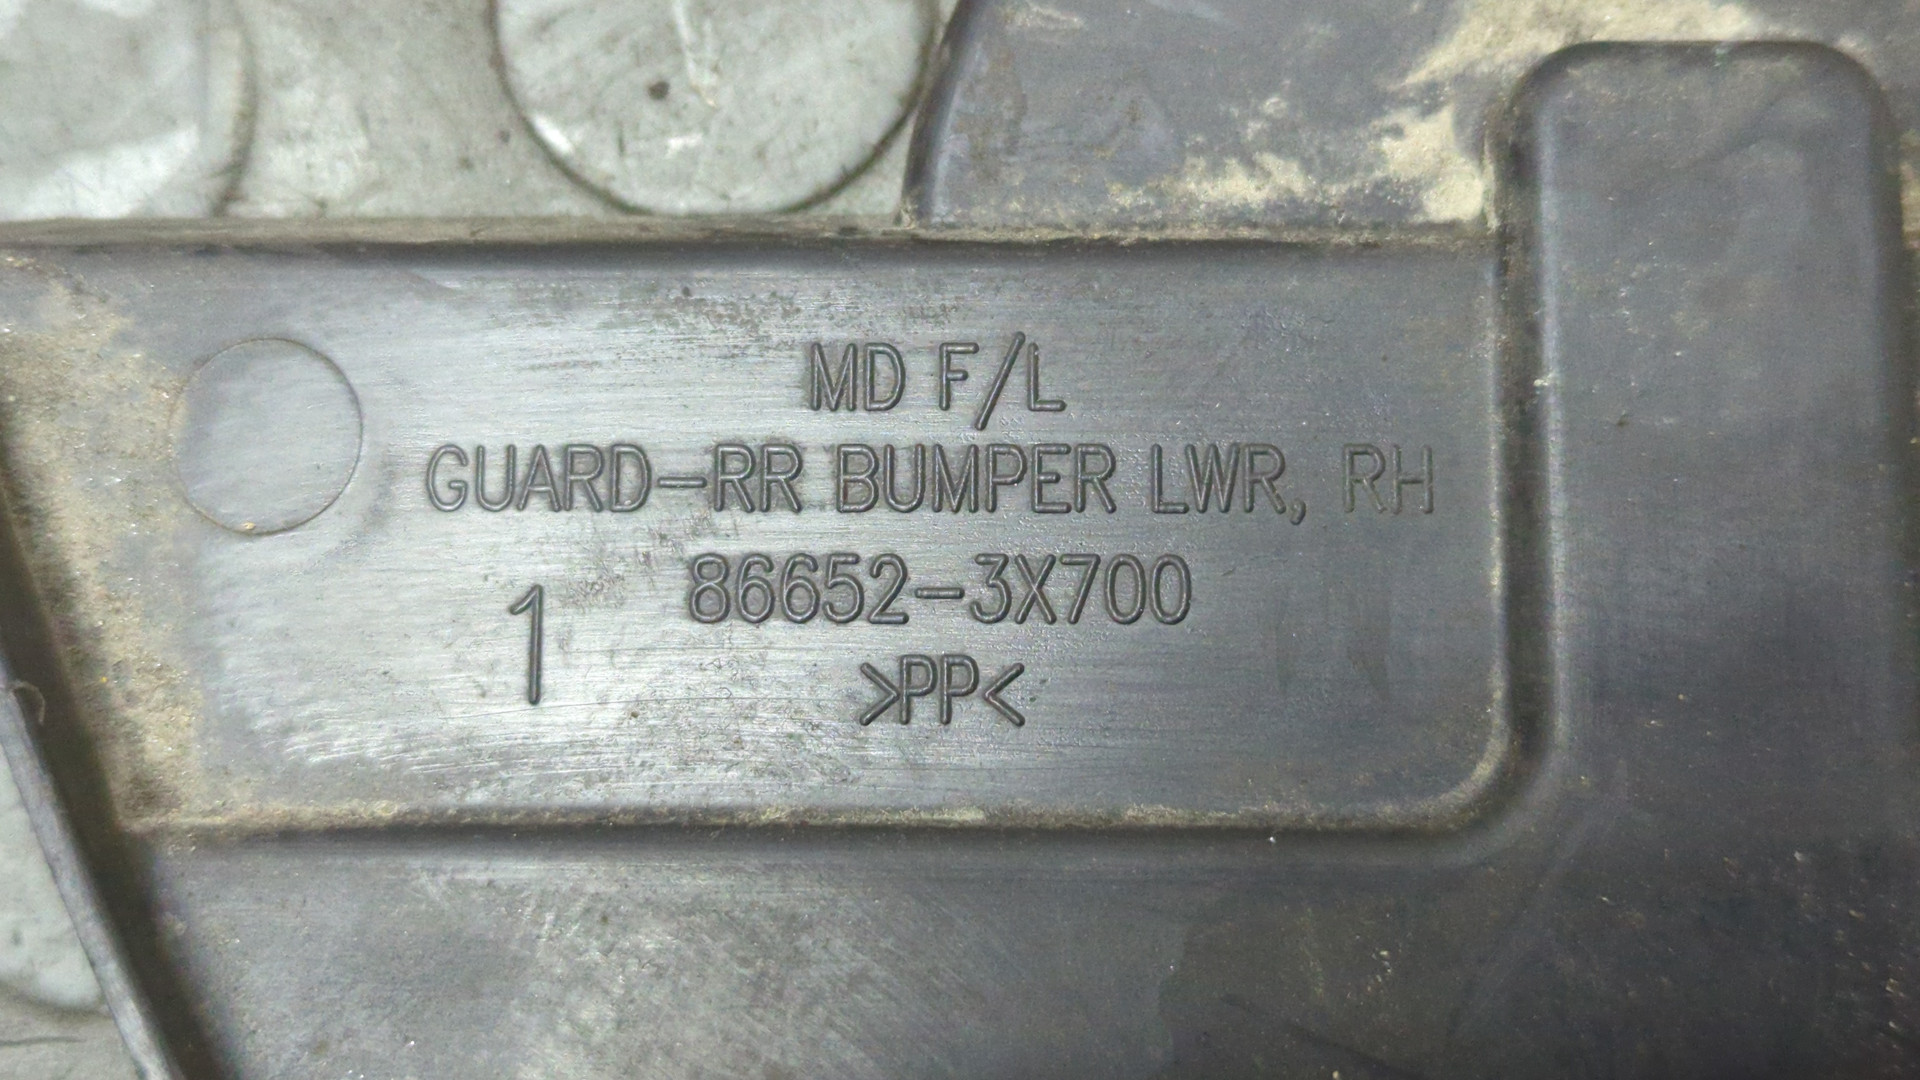 MD F/L
GUARD-RR BUMPER LWR, RH
86652-3X700
1
>PP<